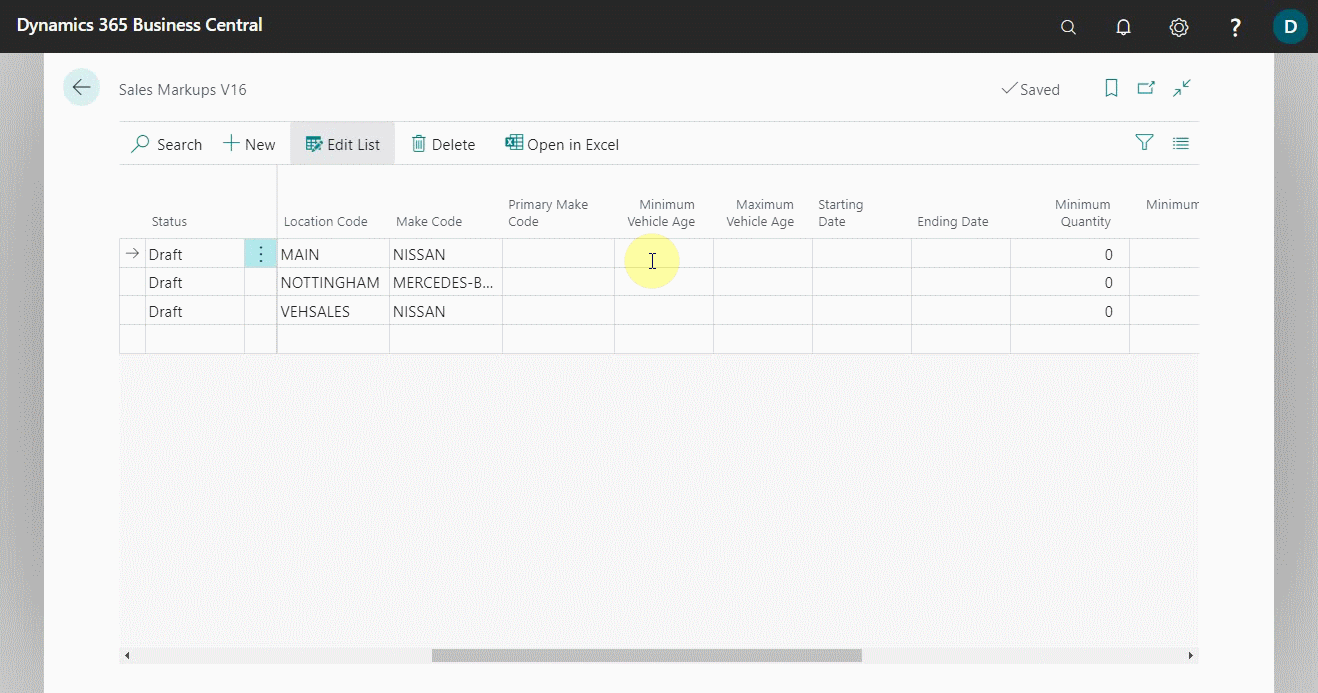 Dynamics 365 Business Central
? D
Sales Markups V16
Saved
Search New Edit List Delete Open in Excel
Status Location Code Make Code Primary Make Code Minimum Vehicle Age Maximum Vehicle Age Starting Date Ending Date Minimum Quantity Minimum
Draft MAIN NISSAN 0
Draft NOTTINGHAM MERCEDES-B... 0
Draft VEHSALES NISSAN 0